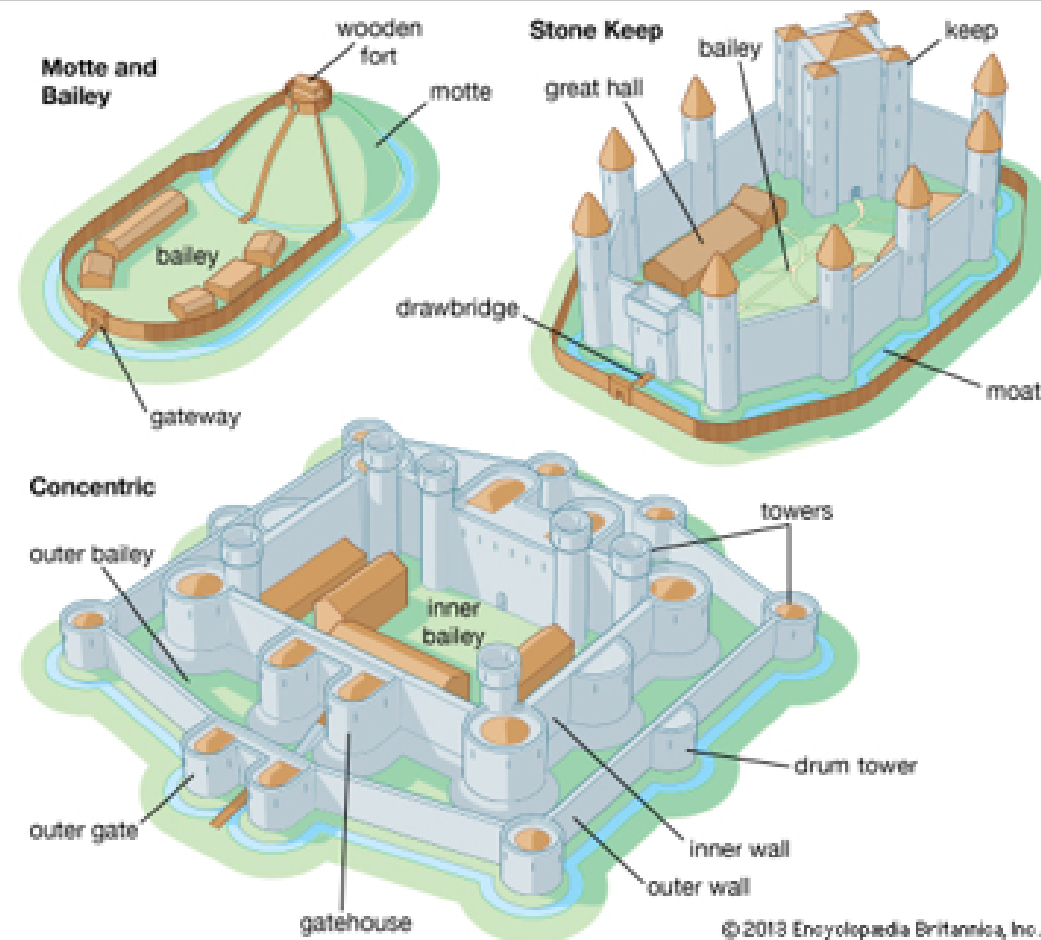 Motte and
Bailey
wooden
fort
motte
bailey
gateway
Stone Keep
bailey
keep
great hall
drawbridge
moat
Concentric
towers
outer bailey
inner
bailey
drum tower
outer gate
inner wall
outer wall
gatehouse
© 2013 Encyclopædia Britannica, Inc.